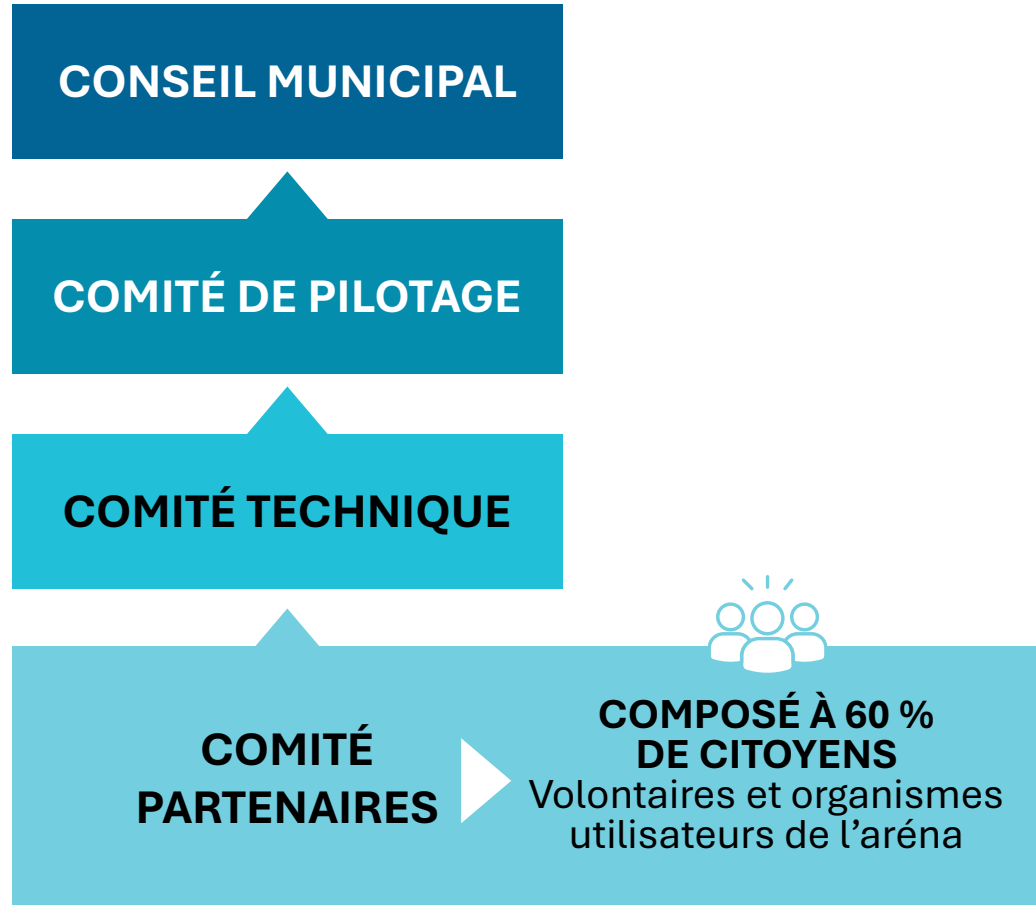 CONSEIL MUNICIPAL
COMITÉ DE PILOTAGE
COMITÉ TECHNIQUE
COMITÉ
PARTENAIRES
COMPOSÉ À 60 %
DE CITOYENS
Volontaires et organismes
utilisateurs de l’aréna